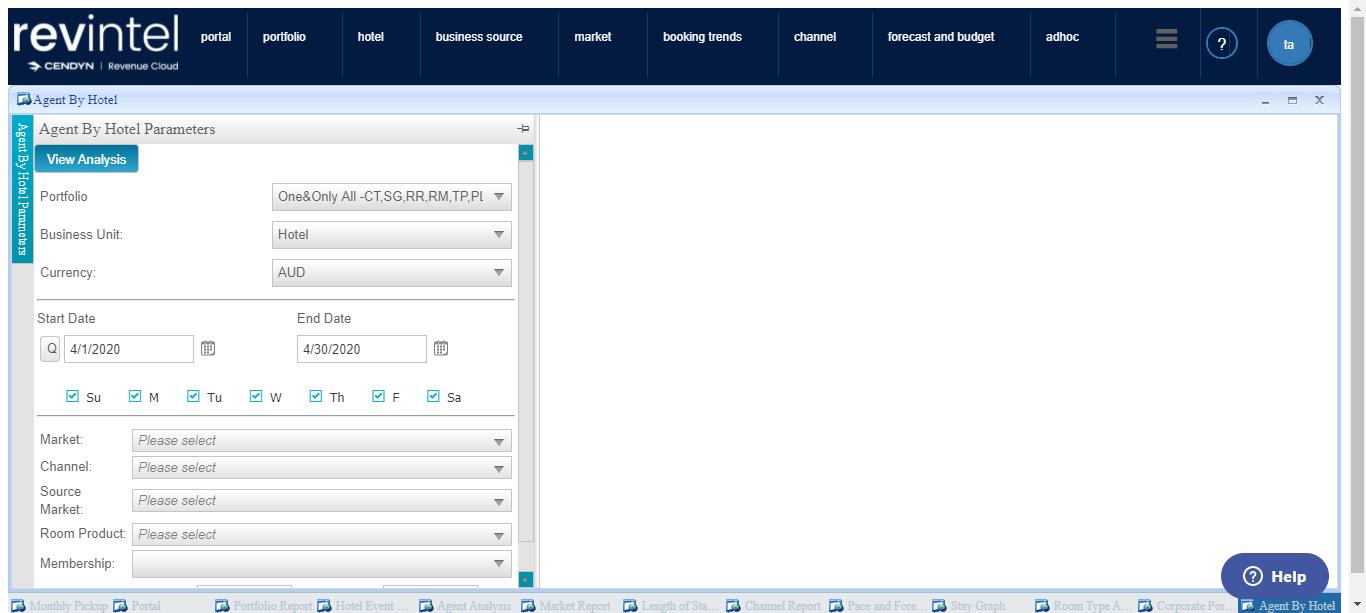 revintel
CENDYN | Revenue Cloud
portal portfolio hotel business source market booking trends channel forecast and budget adhoc ? ta
Agent By Hotel
Agent By Hotel Parameters
Agent By Hotel Parameters
View Analysis
Portfolio One&Only All -CT,SG,RR,RM,TP,PL
Business Unit: Hotel
Currency: AUD
Start Date End Date
Q 4/1/2020 4/30/2020
Su M Tu W Th F Sa
Market: Please select
Channel: Please select
Source
Market: Please select
Room Product: Please select
Membership:
? Help
Monthly Pickup Portal Portfolio Report Hotel Event ... Agent Analysis Market Report Length of Sta... Channel Report Pace and Fore... Stay Graph Room Type A... Corporate Por... Agent By Hotel